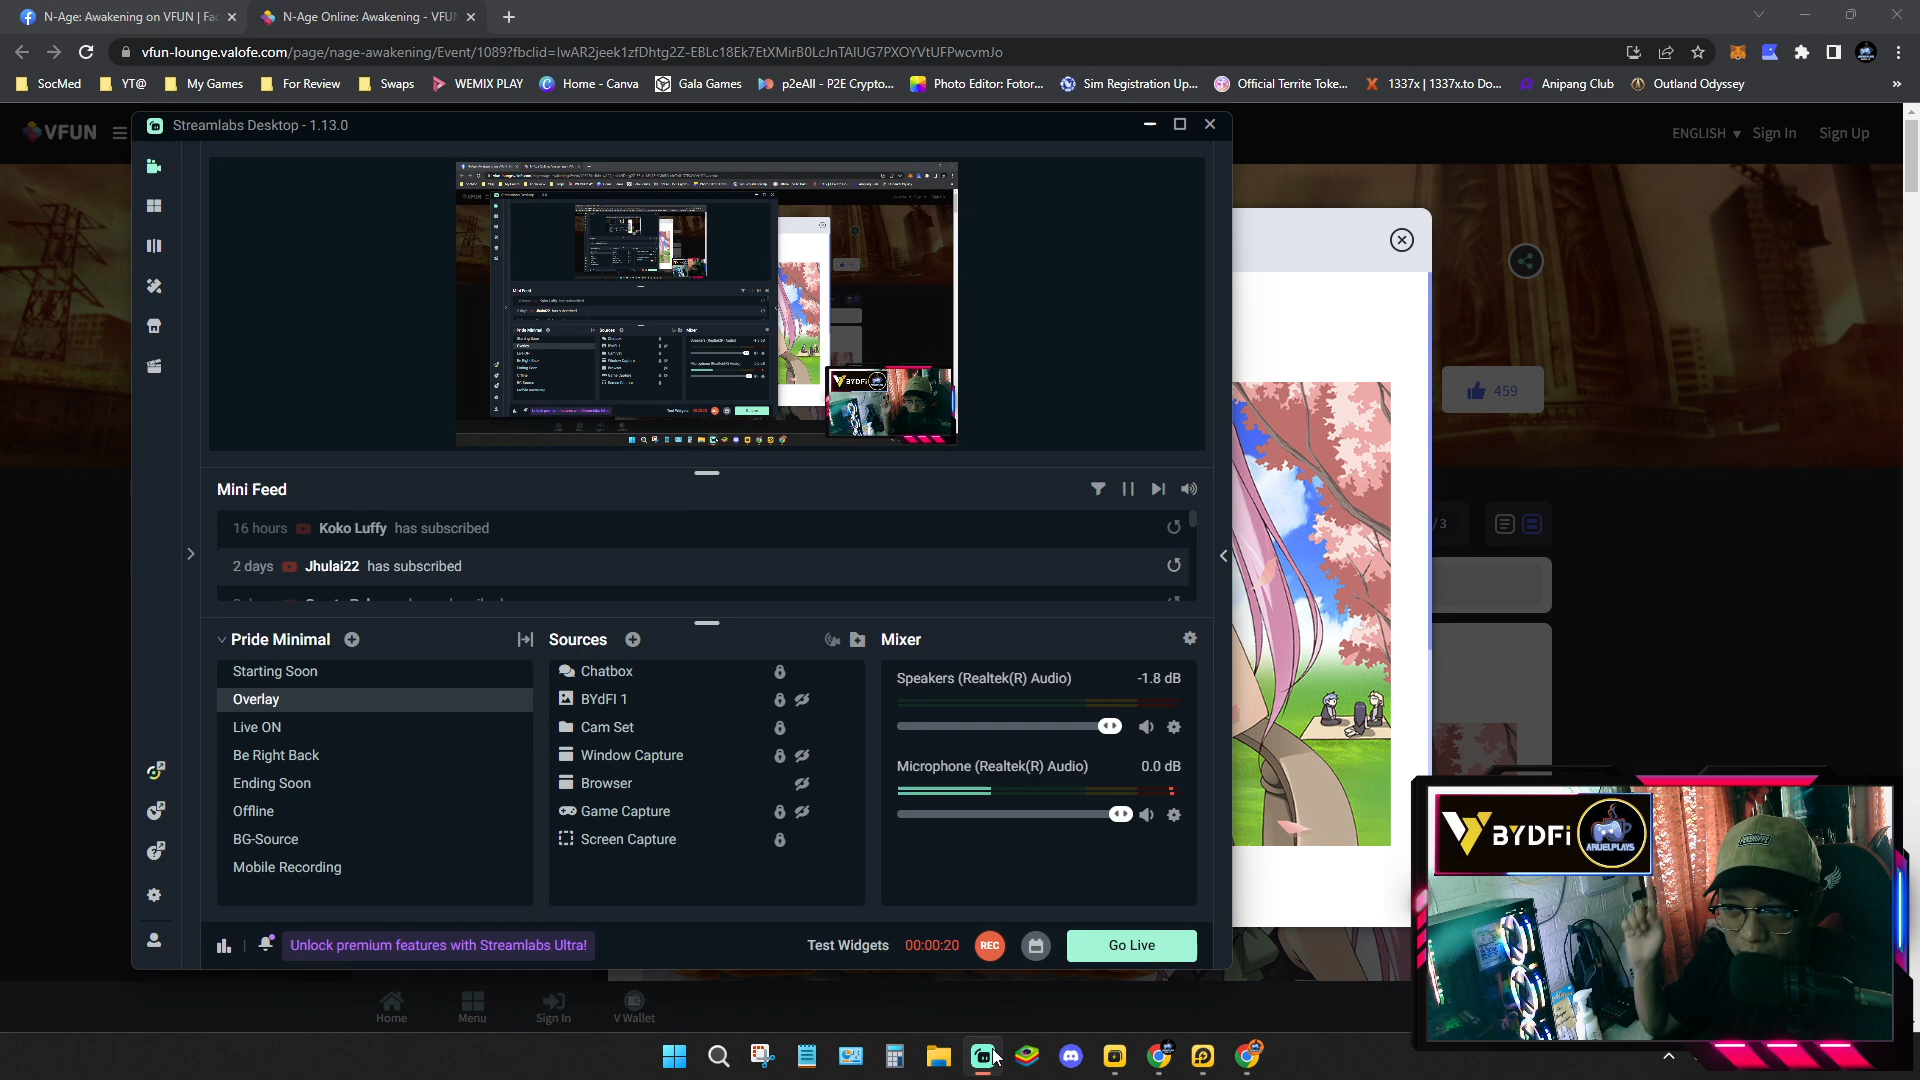 N-Age: Awakening on VFUN | Fac
N-Age Online: Awakening - VFUN
vfun-lounge.valofe.com/page/nage-awakening/Event/1089?fbclid=IwAR2jeek1zfDhtg2Z-EBLc18Ek7EtXMirB0LcJnTAlUG7PXOYVtUFPwcvmJo
SocMed YT@ My Games For Review Swaps WEMIX PLAY Home - Canva Gala Games p2eAll - P2E Crypto... Photo Editor: Fotor... Sim Registration Up... Official Territe Toke... 1337x | 1337x.to Do... Anipang Club Outland Odyssey »
VFUN
ENGLISH Sign In Sign Up
Streamlabs Desktop - 1.13.0
459
Mini Feed
16 hours Koko Luffy has subscribed
2 days Jhulai22 has subscribed
/3
Pride Minimal
Starting Soon
Overlay
Live ON
Be Right Back
Ending Soon
Offline
BG-Source
Mobile Recording
Sources
Chatbox
BYdFI 1
Cam Set
Window Capture
Browser
Game Capture
Screen Capture
Mixer
Speakers (Realtek(R) Audio) -1.8 dB
Microphone (Realtek(R) Audio) 0.0 dB
Unlock premium features with Streamlabs Ultra!
Test Widgets 00:00:20 REC Go Live
BYDFi
ARUELPLAYS
Home Menu Sign In V Wallet